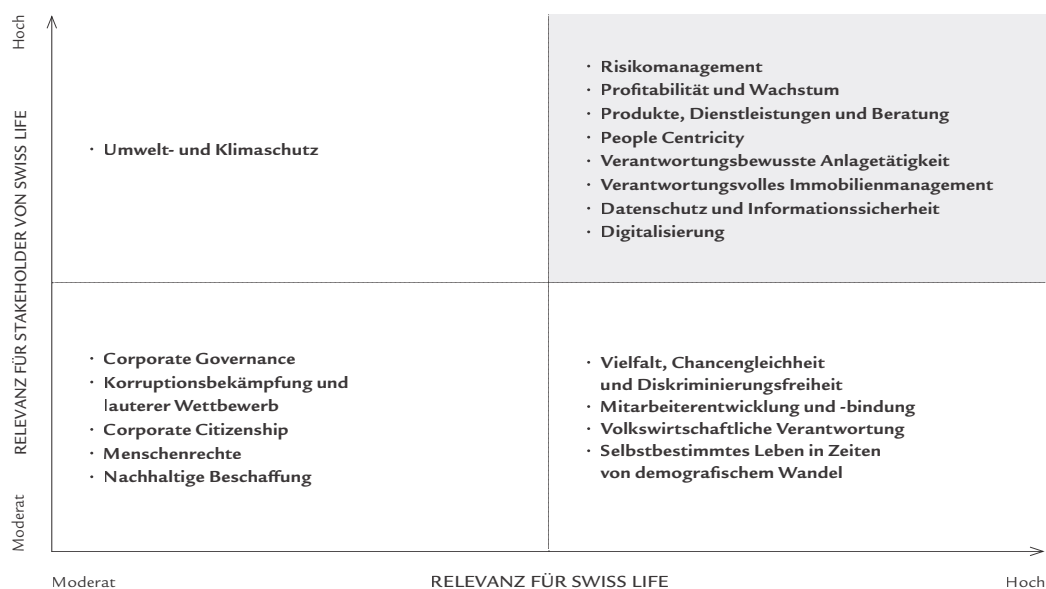 Hoch
RELEVANZ FÜR STAKEHOLDER VON SWISS LIFE
Moderat
· Umwelt- und Klimaschutz
· Risikomanagement
· Profitabilität und Wachstum
· Produkte, Dienstleistungen und Beratung
· People Centricity
· Verantwortungsbewusste Anlagetätigkeit
· Verantwortungsvolles Immobilienmanagement
· Datenschutz und Informationssicherheit
· Digitalisierung
· Corporate Governance
· Korruptionsbekämpfung und
lauterer Wettbewerb
· Corporate Citizenship
· Menschenrechte
· Nachhaltige Beschaffung
· Vielfalt, Chancengleichheit
und Diskriminierungsfreiheit
· Mitarbeiterentwicklung und -bindung
· Volkswirtschaftliche Verantwortung
· Selbstbestimmtes Leben in Zeiten
von demografischem Wandel
Moderat
RELEVANZ FÜR SWISS LIFE
Hoch